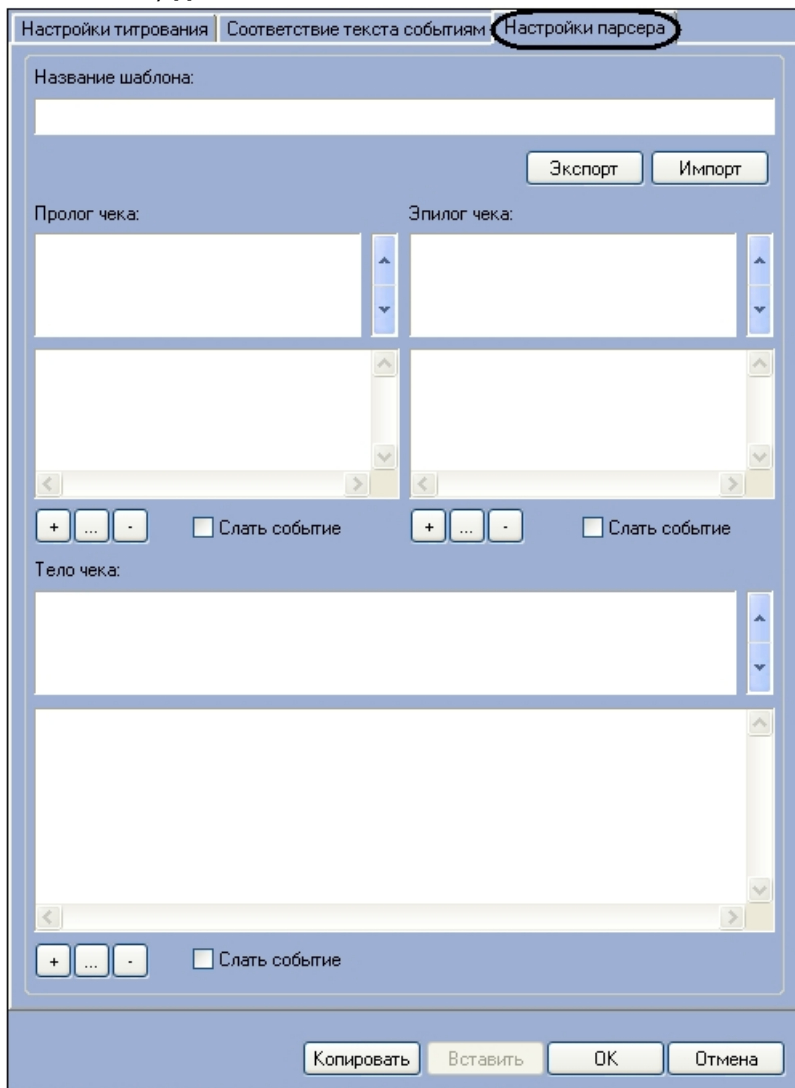 Настройки титрования Соответствие текста событиям Настройки парсера
Название шаблона:
Экспорт Импорт
Пролог чека: Эпилог чека:
+ ... - Слать событие + ... - Слать событие
Тело чека:
+ ... - Слать событие
Копировать Вставить OK Отмена